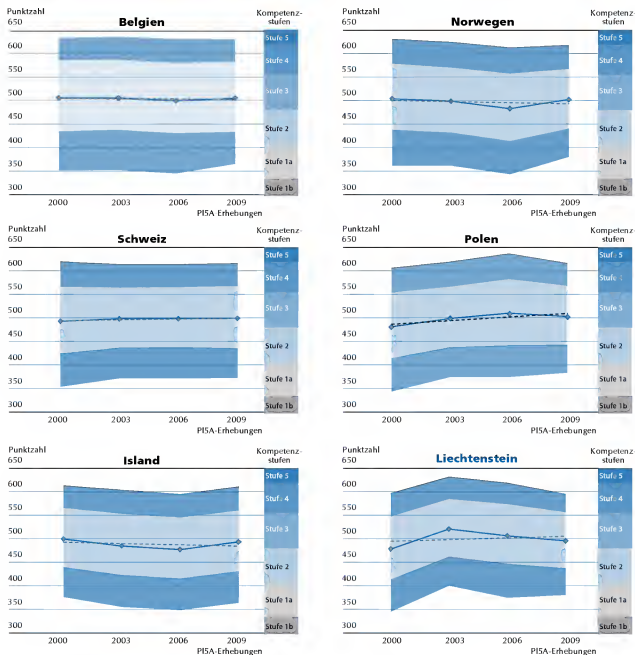 Punktzahl
650
Belgien
Kompetenz-
stufen
600
550
500
450
400
350
300
Stufe 5
Stufe 4
Stufe 3
Stufe 2
Stufe 1a
Stufe 1b
2000 2003 2006 2009
PI5A-Erhebungen
Punktzahl
650
Norwegen
Kompetenz-
stufen
600
550
500
450
400
350
300
Stufe 5
Stufe 4
Stufe 3
Stufe 2
Stufe 1a
Stufe 1b
2000 2003 2006 2009
PI5A-Erhebungen
Punktzahl
650
Schweiz
Kompetenz-
stufen
600
550
500
450
400
350
300
Stufe 5
Stufe 4
Stufe 3
Stufe 2
Stufe 1a
Stufe 1b
2000 2003 2006 2009
PI5A-Erhebungen
Punktzahl
650
Polen
Kompetenz-
stufen
600
550
500
450
400
350
300
Stufe 5
Stufe 4
Stufe 3
Stufe 2
Stufe 1a
Stufe 1b
2000 2003 2006 2009
PI5A-Erhebungen
Punktzahl
650
Island
Kompetenz-
stufen
600
550
500
450
400
350
300
Stufe 5
Stufe 4
Stufe 3
Stufe 2
Stufe 1a
Stufe 1b
2000 2003 2006 2009
PI5A-Erhebungen
Punktzahl
650
Liechtenstein
Kompetenz-
stufen
600
550
500
450
400
350
300
Stufe 5
Stufe 4
Stufe 3
Stufe 2
Stufe 1a
Stufe 1b
2000 2003 2006 2009
PI5A-Erhebungen